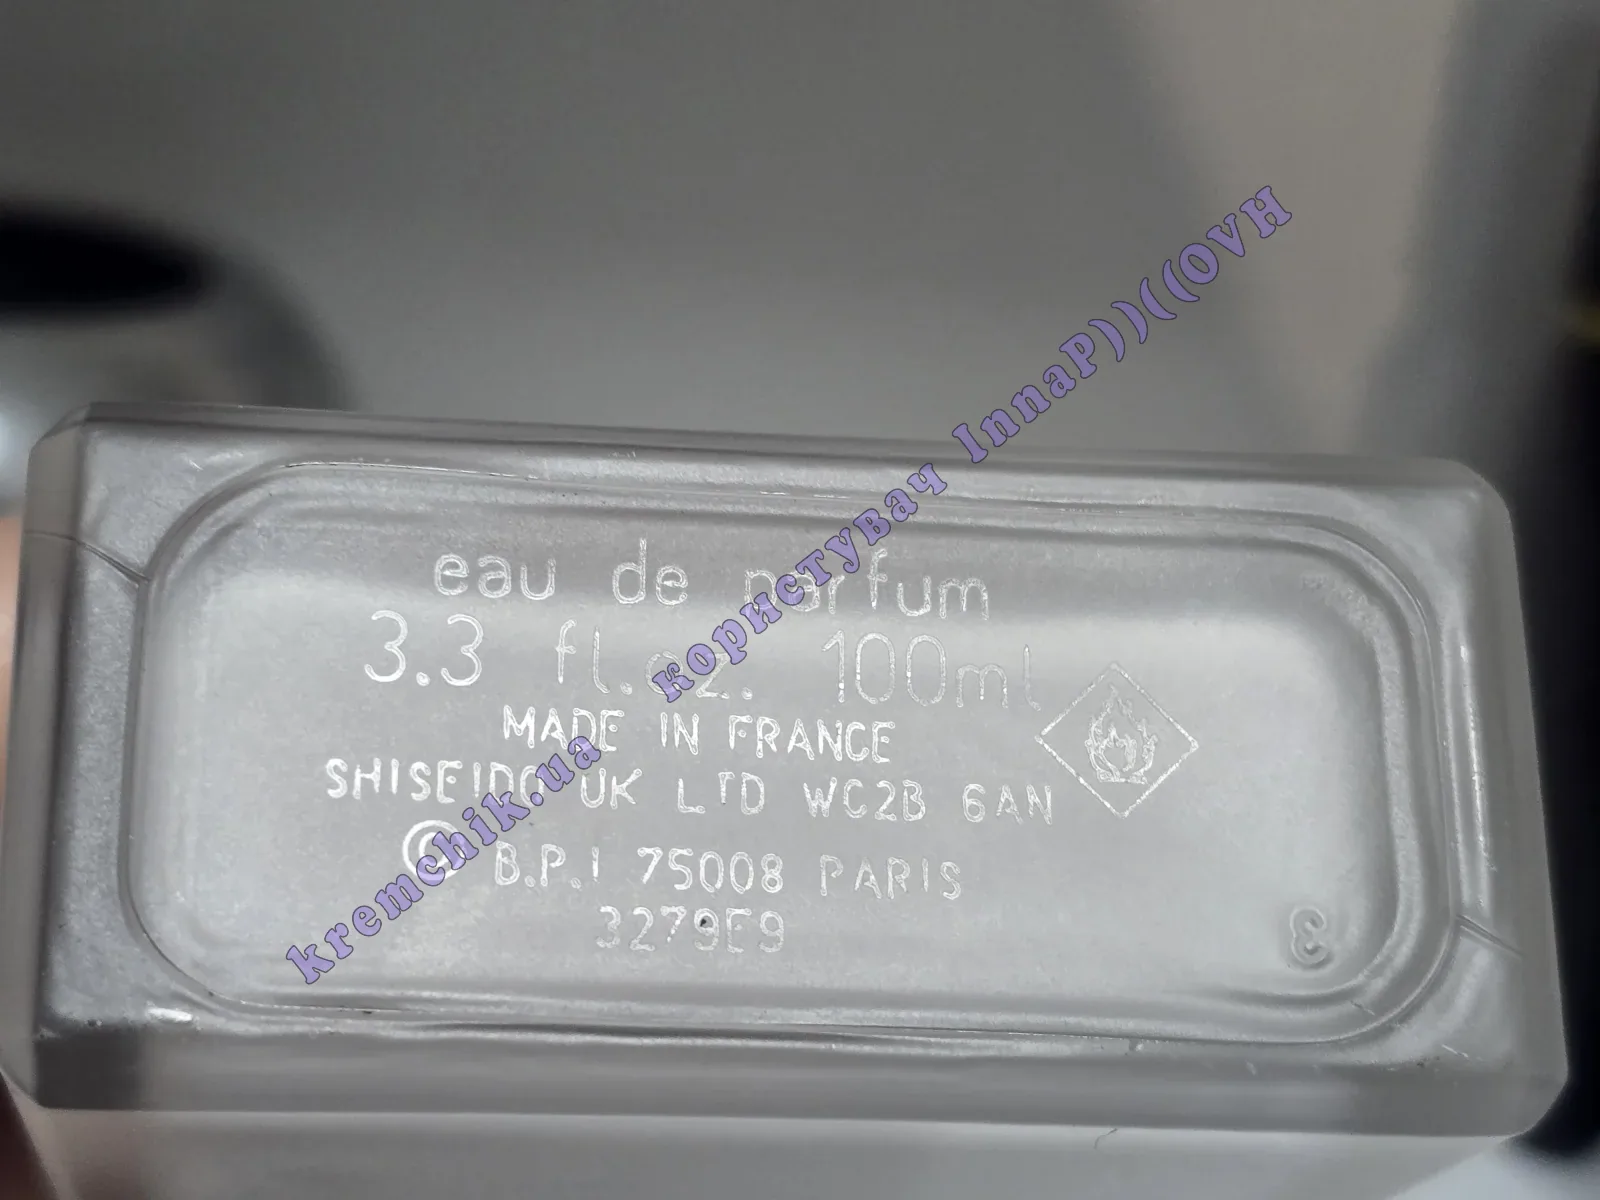 eau de parfum
3.3 fl.oz. 100ml
MADE IN FRANCE
SHISEIDO UK LTD WC2B 6AN
© B.P.I 75008 PARIS
3279E9
3
kremchik.ua користувач InnaP))((OVH